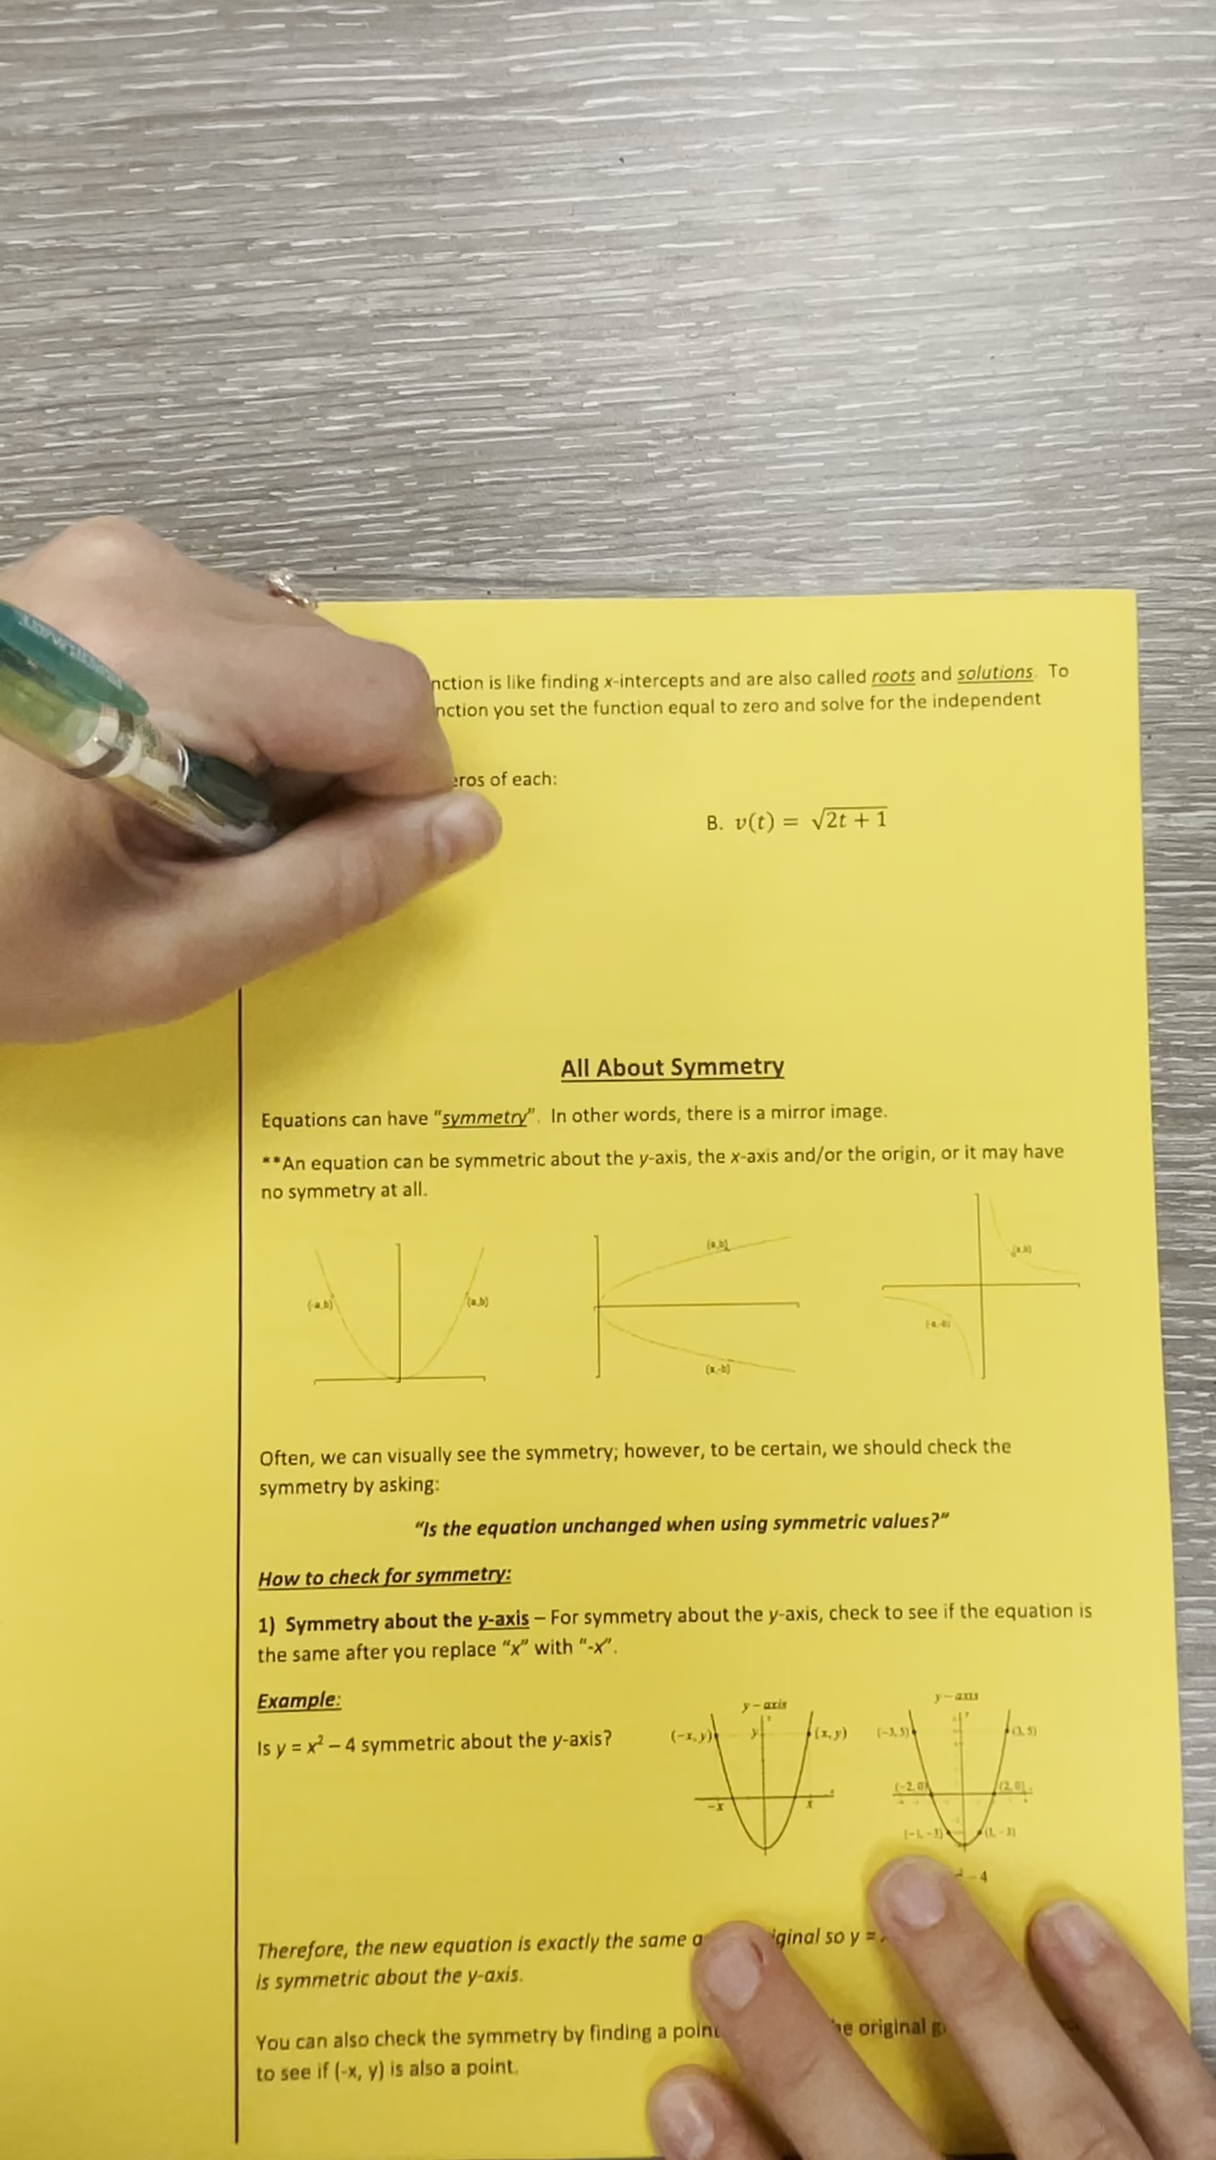 nction is like finding x-intercepts and are also called roots and solutions. To
nction you set the function equal to zero and solve for the independent
eros of each:
B. v(t) = √2t + 1
All About Symmetry
Equations can have “symmetry”. In other words, there is a mirror image.
**An equation can be symmetric about the y-axis, the x-axis and/or the origin, or it may have
no symmetry at all.
(-a,b) (a,b)
(a,b)
(-a,-b)
Often, we can visually see the symmetry; however, to be certain, we should check the
symmetry by asking:
“Is the equation unchanged when using symmetric values?”
How to check for symmetry:
1) Symmetry about the y-axis – For symmetry about the y-axis, check to see if the equation is
the same after you replace “x” with “-x”.
Example:
Is y = x² – 4 symmetric about the y-axis?
y-axis
(-x, y) y (x, y)
-x x
y-axis
(-3, 5) (3, 5)
(-2, 0) (2, 0)
(-1, -3) (1, -3)
- 4
Therefore, the new equation is exactly the same iginal so y =
is symmetric about the y-axis.
You can also check the symmetry by finding a point he original
to see if (-x, y) is also a point.